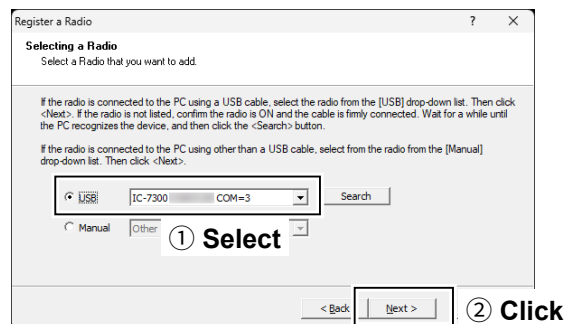 Register a Radio ? ×
Selecting a Radio
Select a Radio that you want to add.
If the radio is connected to the PC using a USB cable, select the radio from the [USB] drop-down list. Then click
<Next>. If the radio is not listed, confirm the radio is ON and the cable is firmly connected. Wait for a while until
the PC recognizes the device, and then click the <Search> button.
If the radio is connected to the PC using other than a USB cable, select from the radio from the [Manual]
drop-down list. Then click <Next>.
USB IC-7300 COM=3 Search
Manual Other
① Select
< Back Next > ② Click